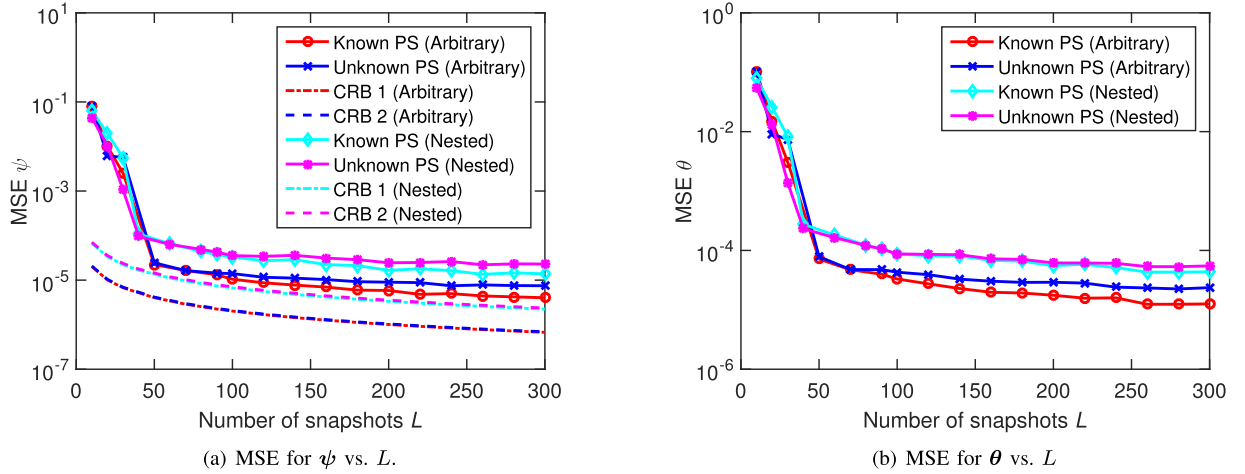 10^1
10^-1
10^-3
10^-5
10^-7
MSE ψ
0 50 100 150 200 250 300
Number of snapshots L
Known PS (Arbitrary)
Unknown PS (Arbitrary)
CRB 1 (Arbitrary)
CRB 2 (Arbitrary)
Known PS (Nested)
Unknown PS (Nested)
CRB 1 (Nested)
CRB 2 (Nested)
(a) MSE for ψ vs. L.
10^0
10^-2
10^-4
10^-6
MSE θ
0 50 100 150 200 250 300
Number of snapshots L
Known PS (Arbitrary)
Unknown PS (Arbitrary)
Known PS (Nested)
Unknown PS (Nested)
(b) MSE for θ vs. L